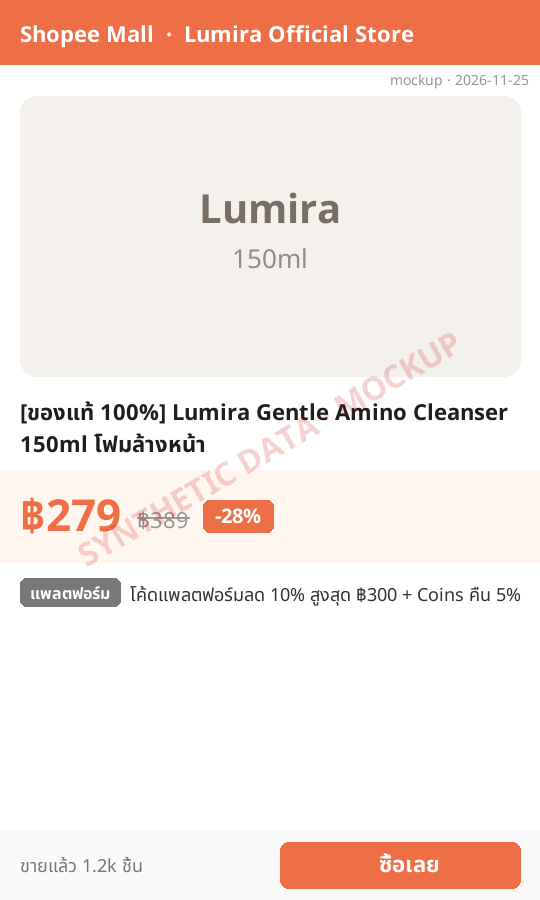 Shopee Mall · Lumira Official Store
mockup · 2026-11-25
Lumira
150ml
[ของแท้ 100%] Lumira Gentle Amino Cleanser
150ml โฟมล้างหน้า
฿279 ฿389 -28%
แพลตฟอร์ม โค้ดแพลตฟอร์มลด 10% สูงสุด ฿300 + Coins คืน 5%
SYNTHETIC DATA · MOCKUP
ขายแล้ว 1.2k ชิ้น ซื้อเลย